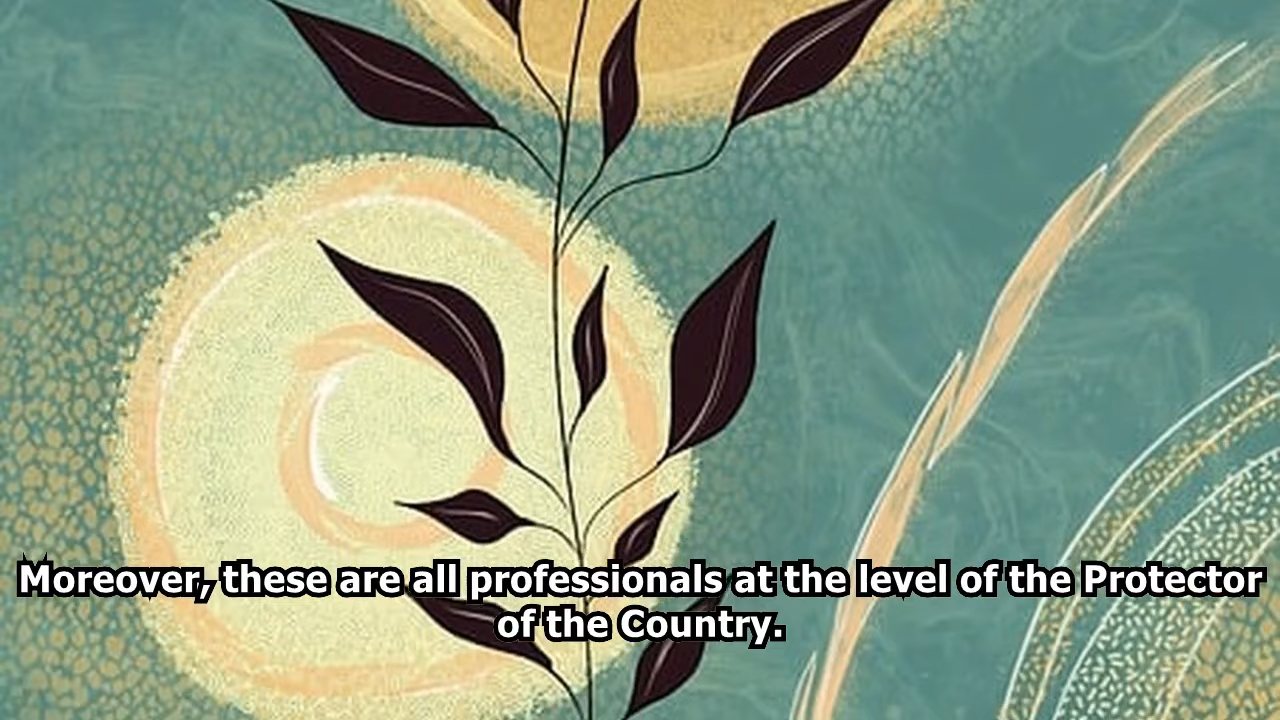 Moreover, these are all professionals at the level of the Protector
of the Country.